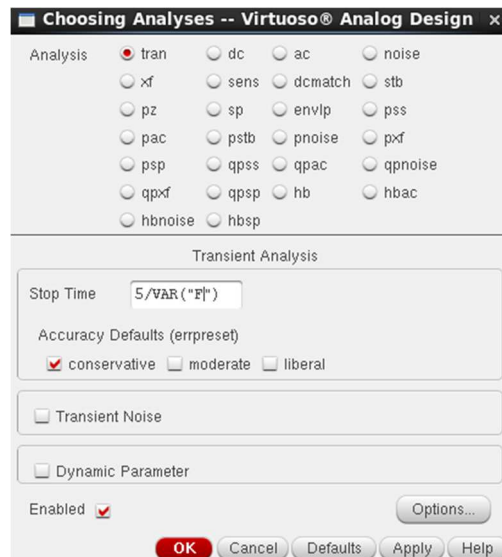 Choosing Analyses -- Virtuoso® Analog Design ×
Analysis tran dc ac noise
xf sens dcmatch stb
pz sp envlp pss
pac pstb pnoise pxf
psp qpss qpac qpnoise
qpxf qpsp hb hbac
hbnoise hbsp
Transient Analysis
Stop Time 5/VAR("F")
Accuracy Defaults (errpreset)
conservative moderate liberal
Transient Noise
Dynamic Parameter
Enabled Options...
OK Cancel Defaults Apply Help